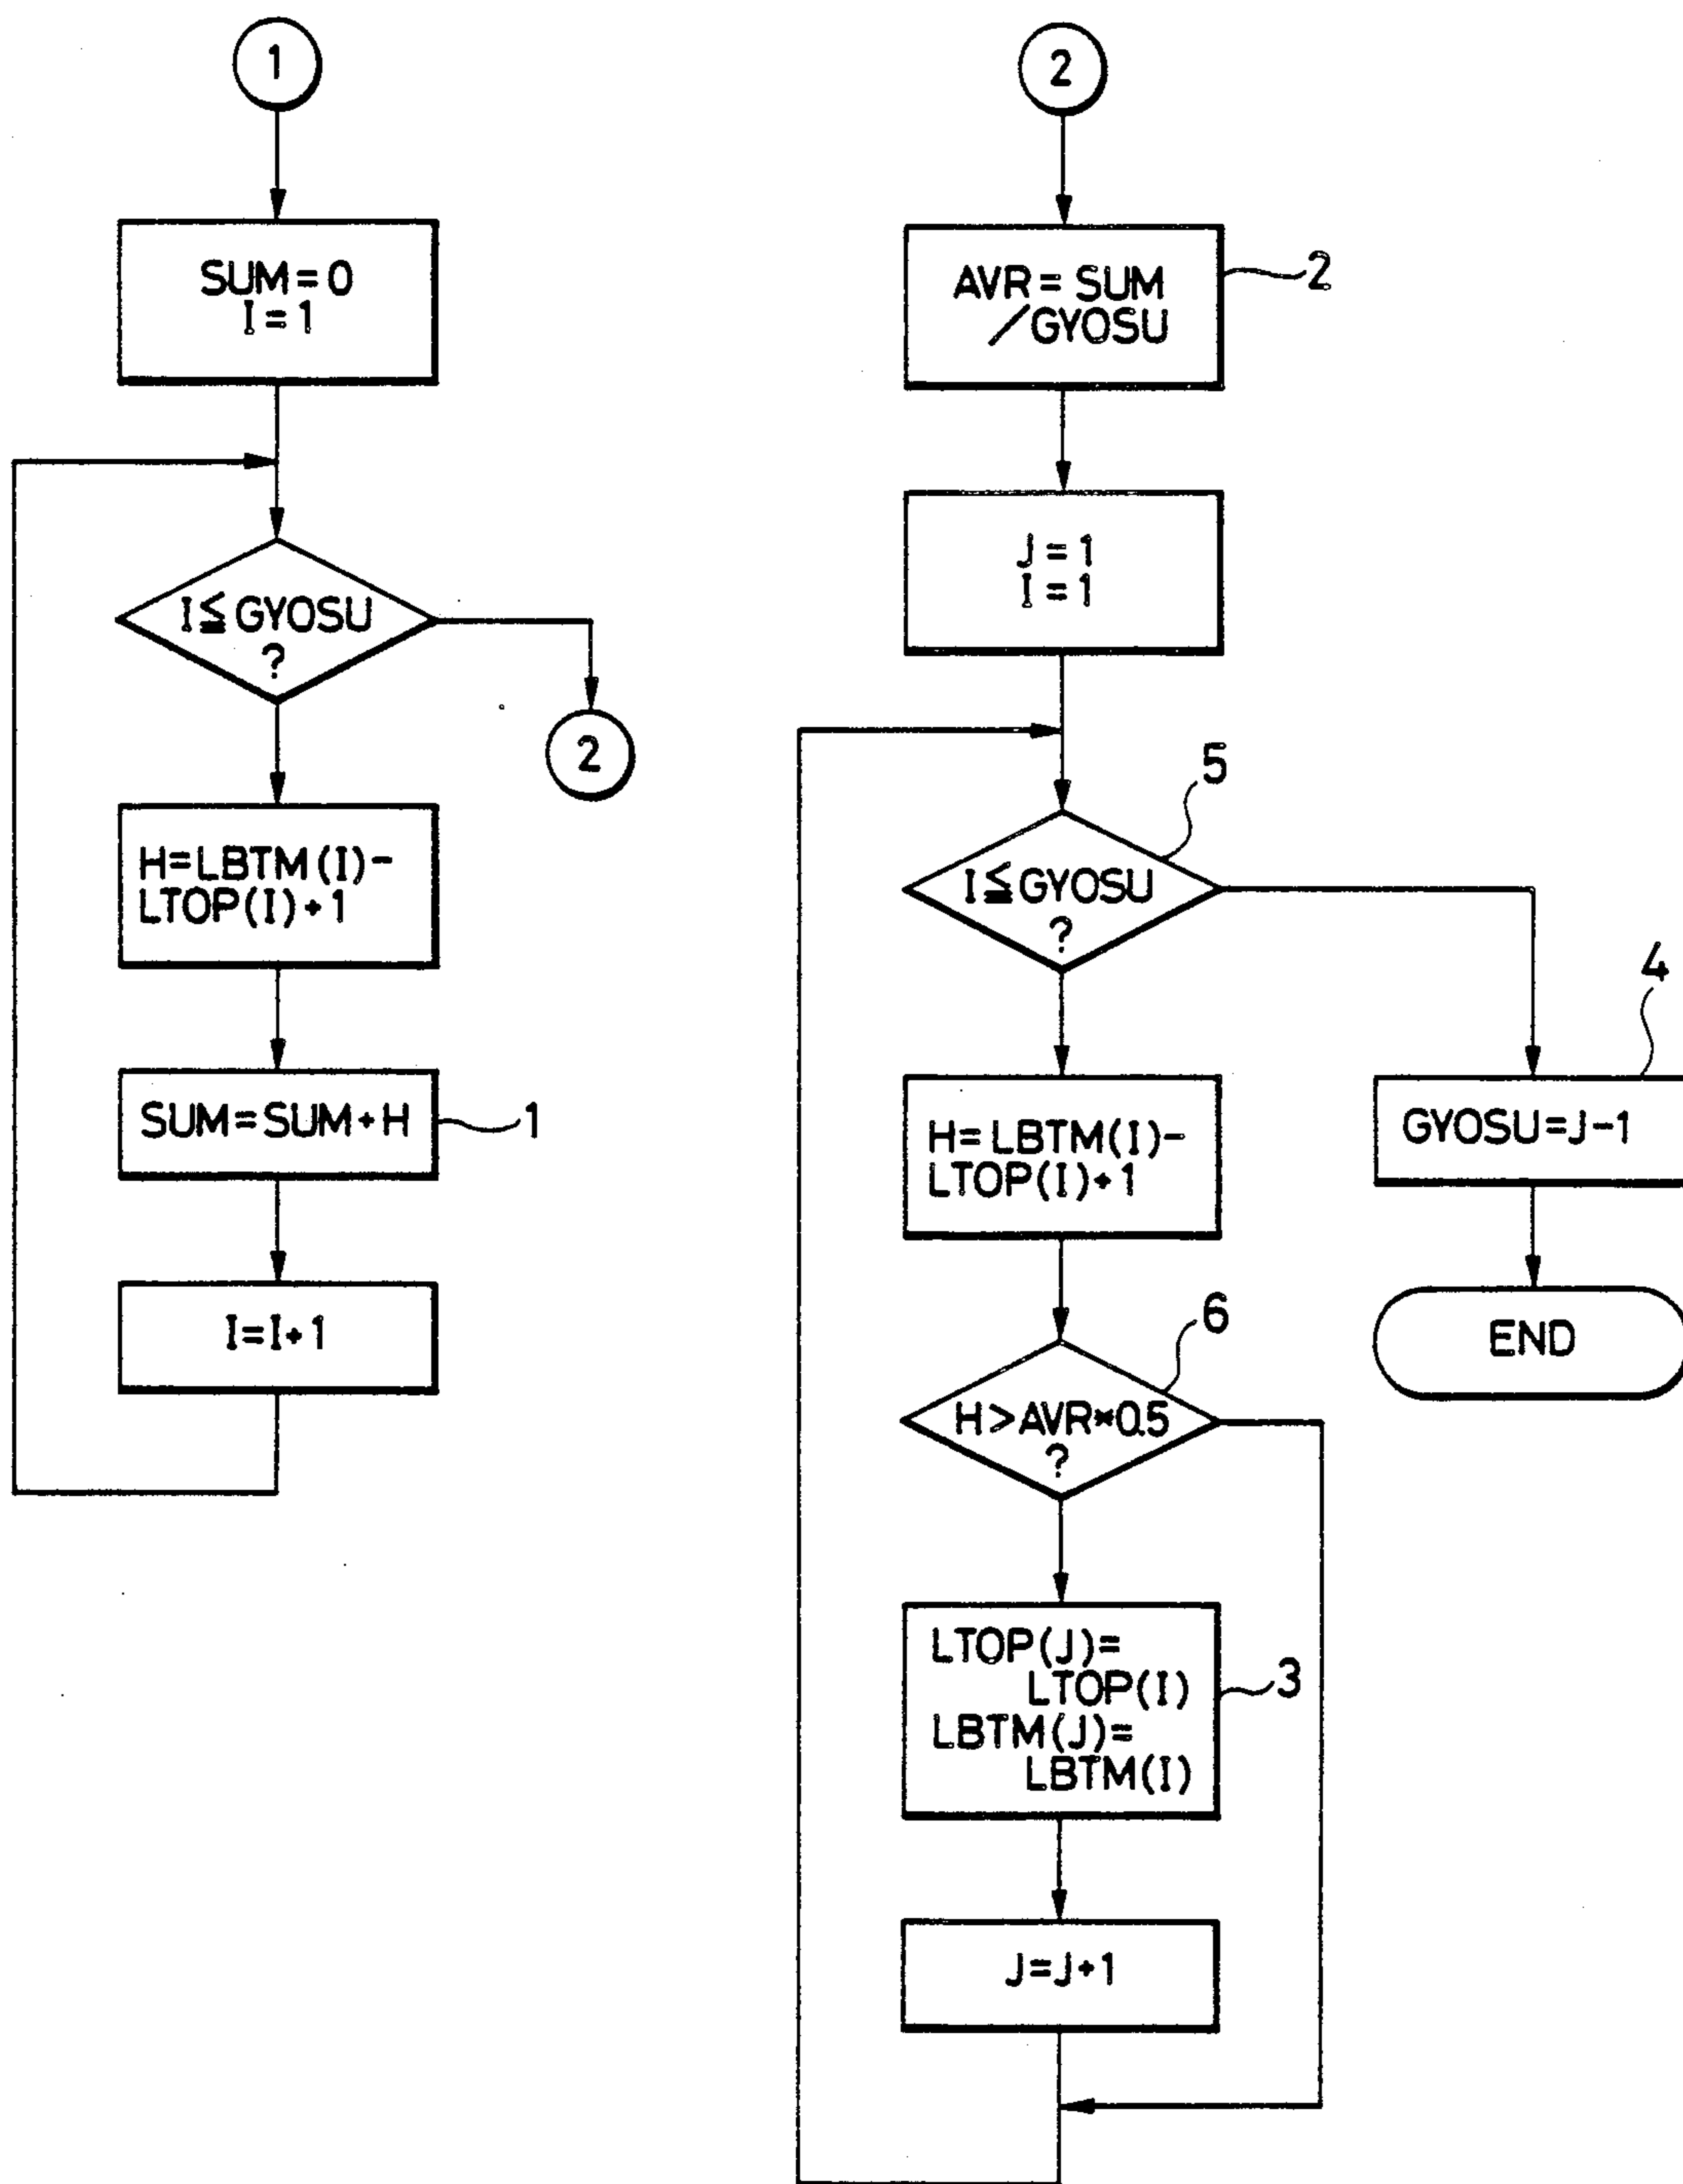 1
SUM=0
I=1
I≦GYOSU
?
2
H=LBTM(I)-
LTOP(I)+1
SUM=SUM+H
1
I=I+1
2
AVR=SUM
/GYOSU
2
J=1
I=1
5
I≦GYOSU
?
4
GYOSU=J-1
END
H=LBTM(I)-
LTOP(I)+1
6
H>AVR*0.5
?
LTOP(J)=
LTOP(I)
LBTM(J)=
LBTM(I)
3
J=J+1